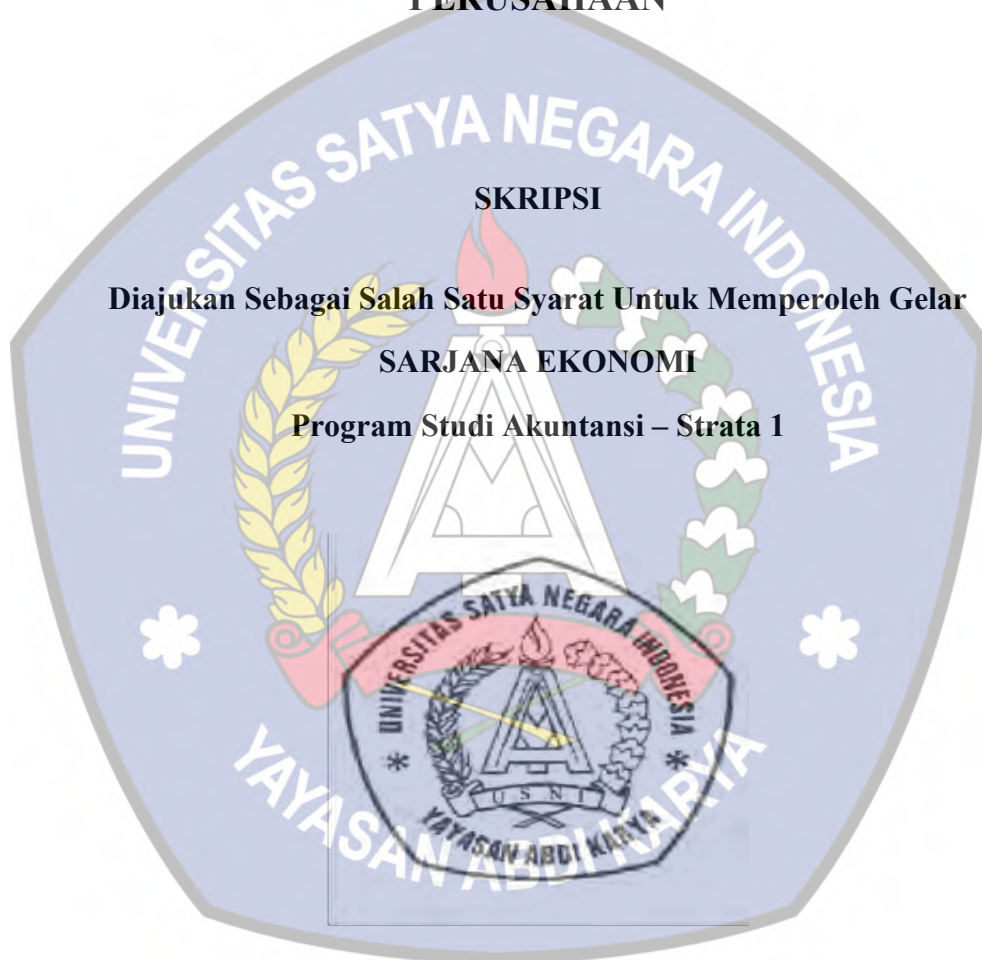 PERUSAHAAN
UNIVERSITAS SATYA NEGARA INDONESIA
SKRIPSI
Diajukan Sebagai Salah Satu Syarat Untuk Memperoleh Gelar
SARJANA EKONOMI
Program Studi Akuntansi – Strata 1
UNIVERSITAS SATYA NEGARA INDONESIA
U S N I
YAYASAN ABDI KARYA
YAYASAN ABDI KARYA